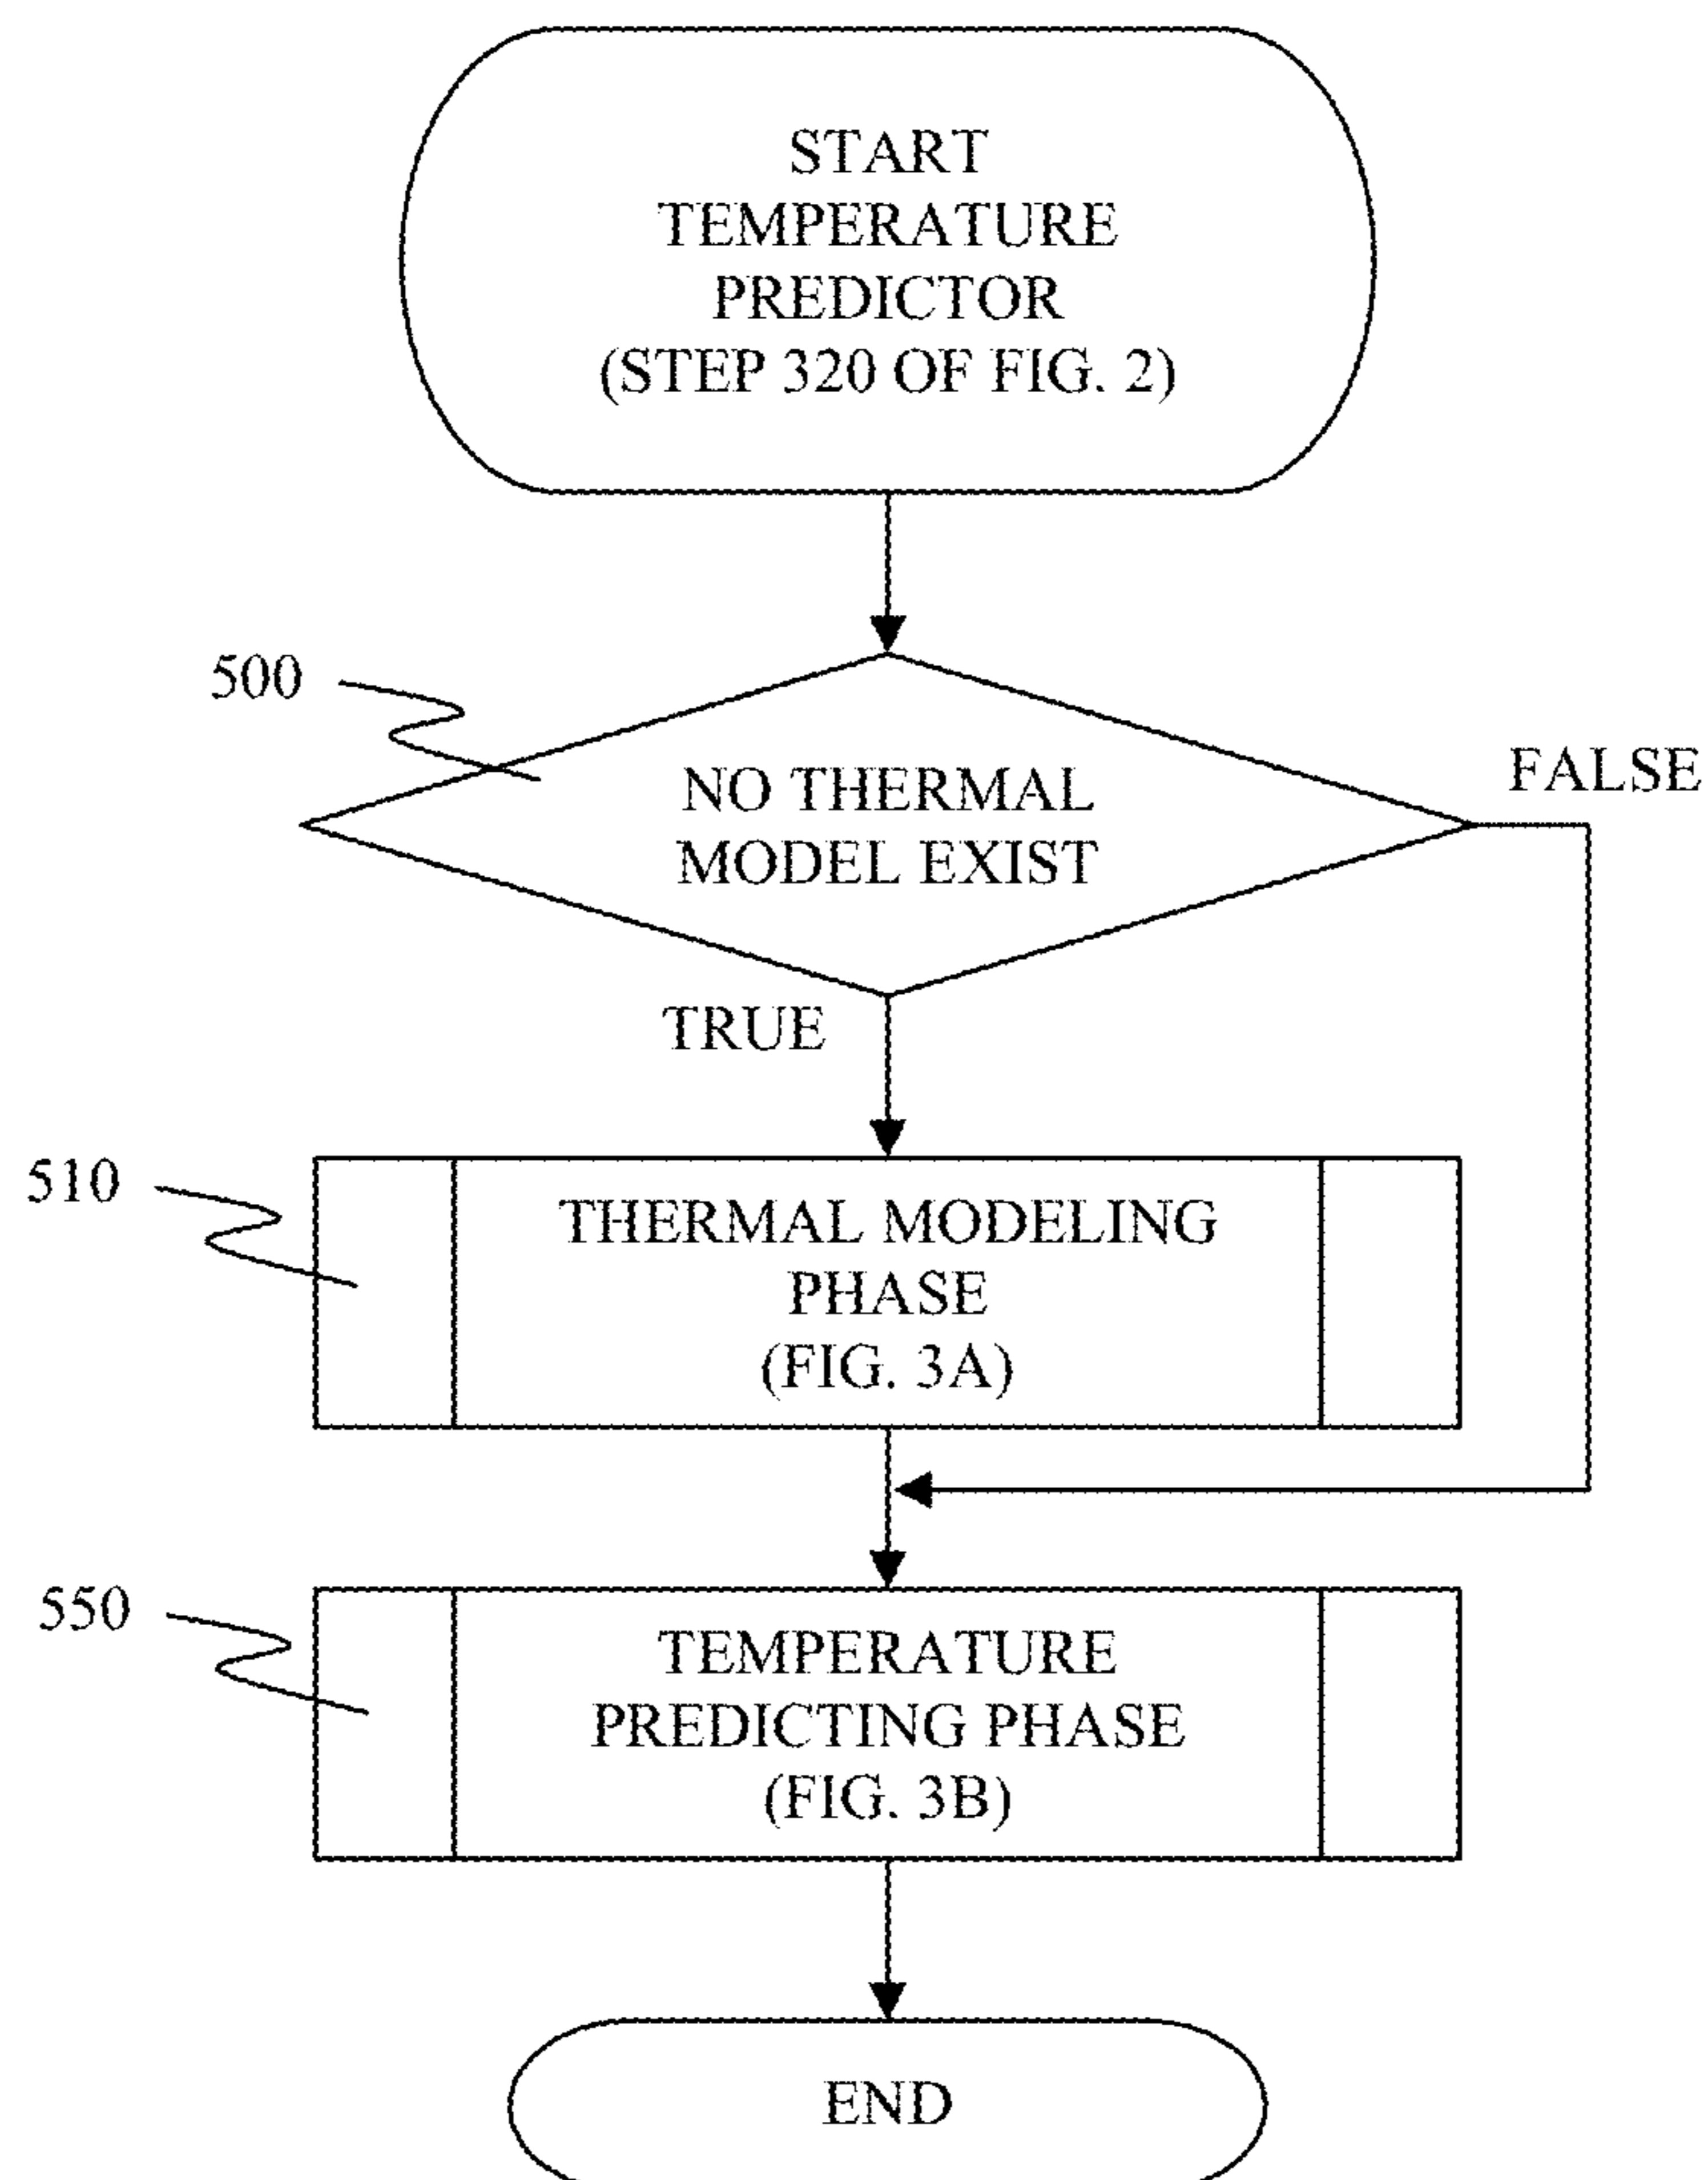 START
TEMPERATURE
PREDICTOR
(STEP 320 OF FIG. 2)
500
NO THERMAL
MODEL EXIST
FALSE
TRUE
510
THERMAL MODELING
PHASE
(FIG. 3A)
550
TEMPERATURE
PREDICTING PHASE
(FIG. 3B)
END